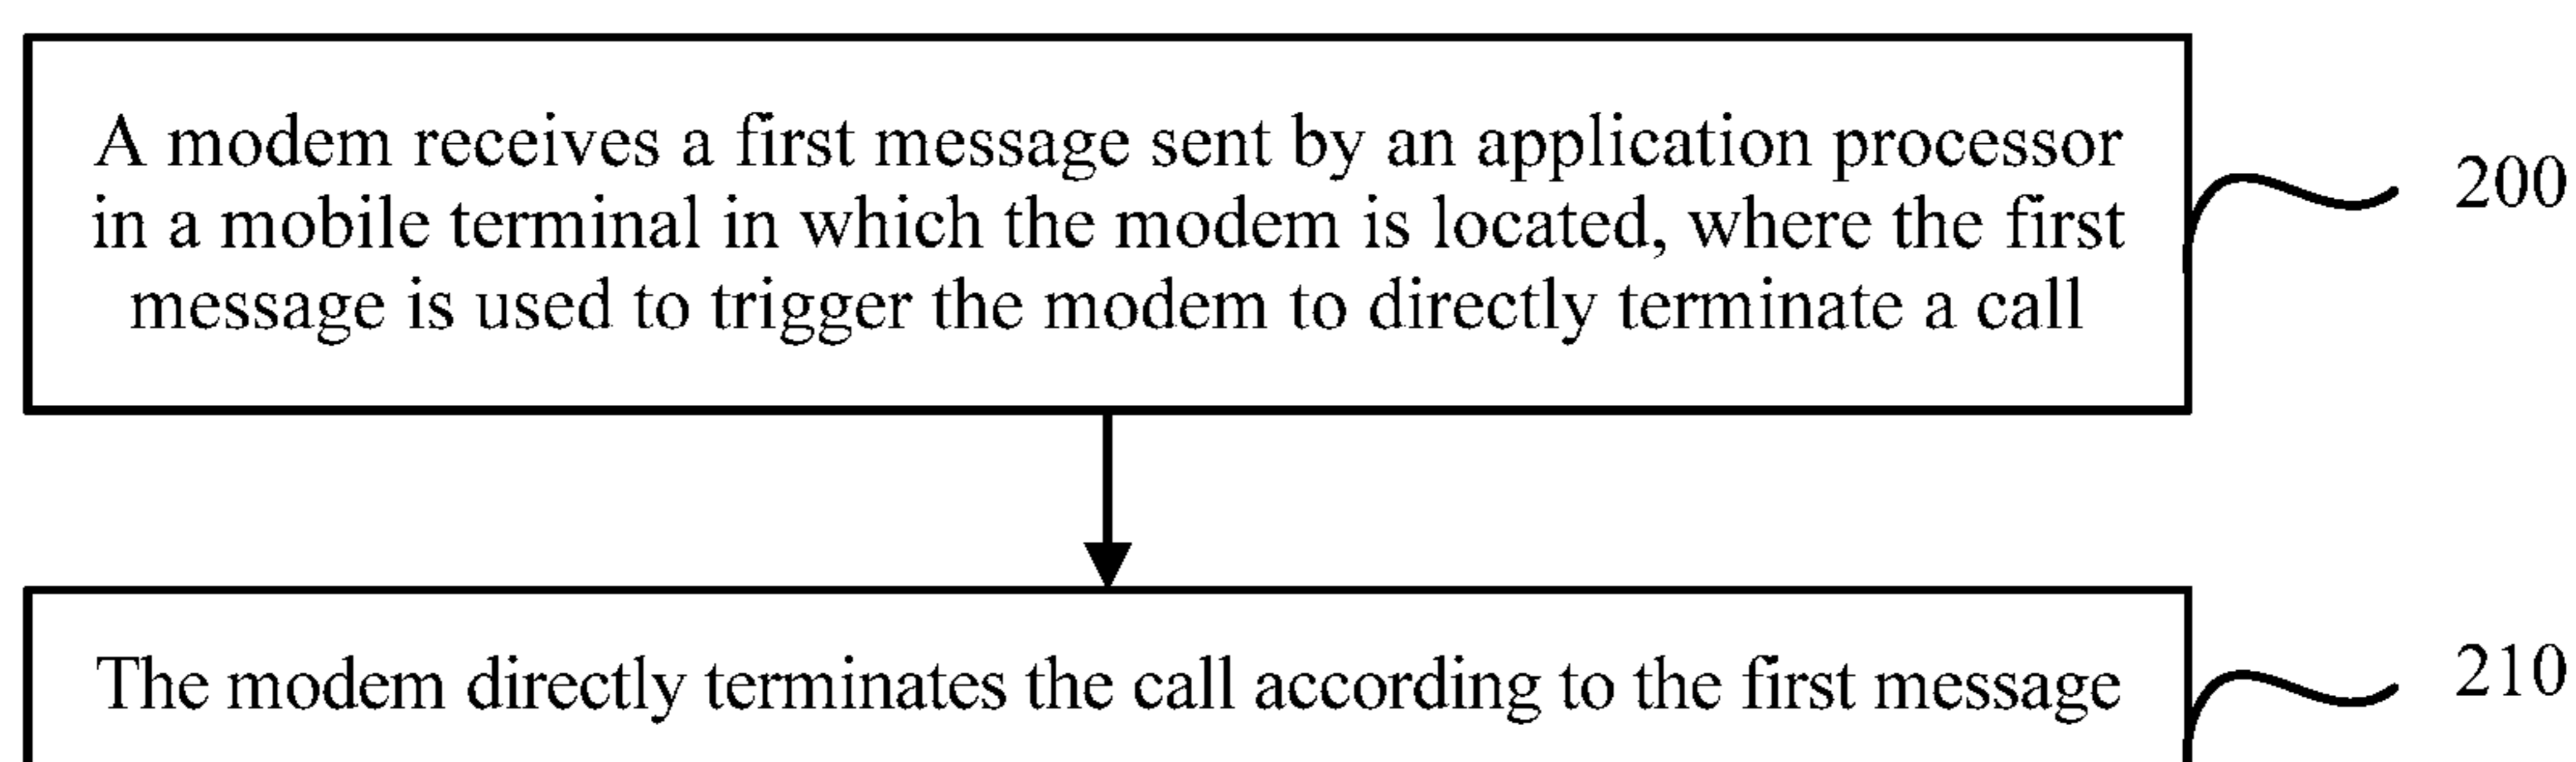 A modem receives a first message sent by an application processor
in a mobile terminal in which the modem is located, where the first
message is used to trigger the modem to directly terminate a call
200
The modem directly terminates the call according to the first message
210